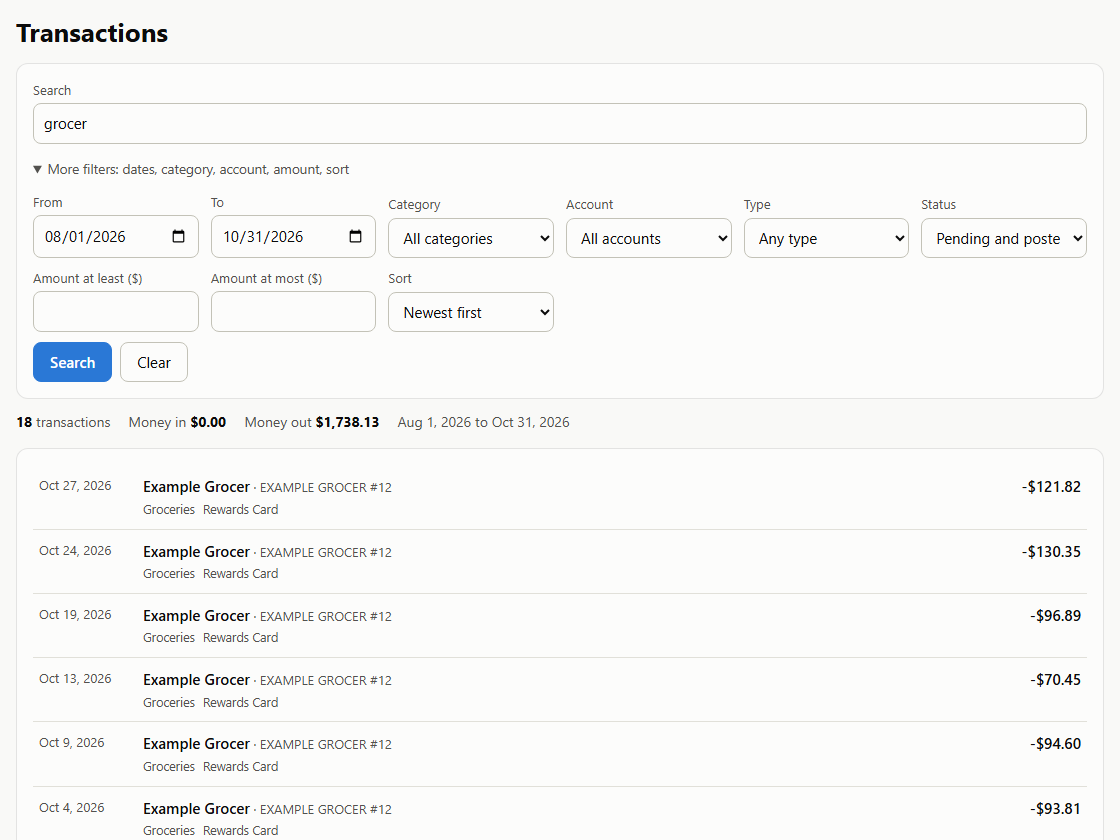 Transactions
Search
grocer
▼ More filters: dates, category, account, amount, sort
From To Category Account Type Status
08/01/2026 10/31/2026 All categories All accounts Any type Pending and poste
Amount at least ($) Amount at most ($) Sort
Newest first
Search Clear
18 transactions Money in $0.00 Money out $1,738.13 Aug 1, 2026 to Oct 31, 2026
Oct 27, 2026 Example Grocer · EXAMPLE GROCER #12 -$121.82
Groceries Rewards Card
Oct 24, 2026 Example Grocer · EXAMPLE GROCER #12 -$130.35
Groceries Rewards Card
Oct 19, 2026 Example Grocer · EXAMPLE GROCER #12 -$96.89
Groceries Rewards Card
Oct 13, 2026 Example Grocer · EXAMPLE GROCER #12 -$70.45
Groceries Rewards Card
Oct 9, 2026 Example Grocer · EXAMPLE GROCER #12 -$94.60
Groceries Rewards Card
Oct 4, 2026 Example Grocer · EXAMPLE GROCER #12 -$93.81
Groceries Rewards Card